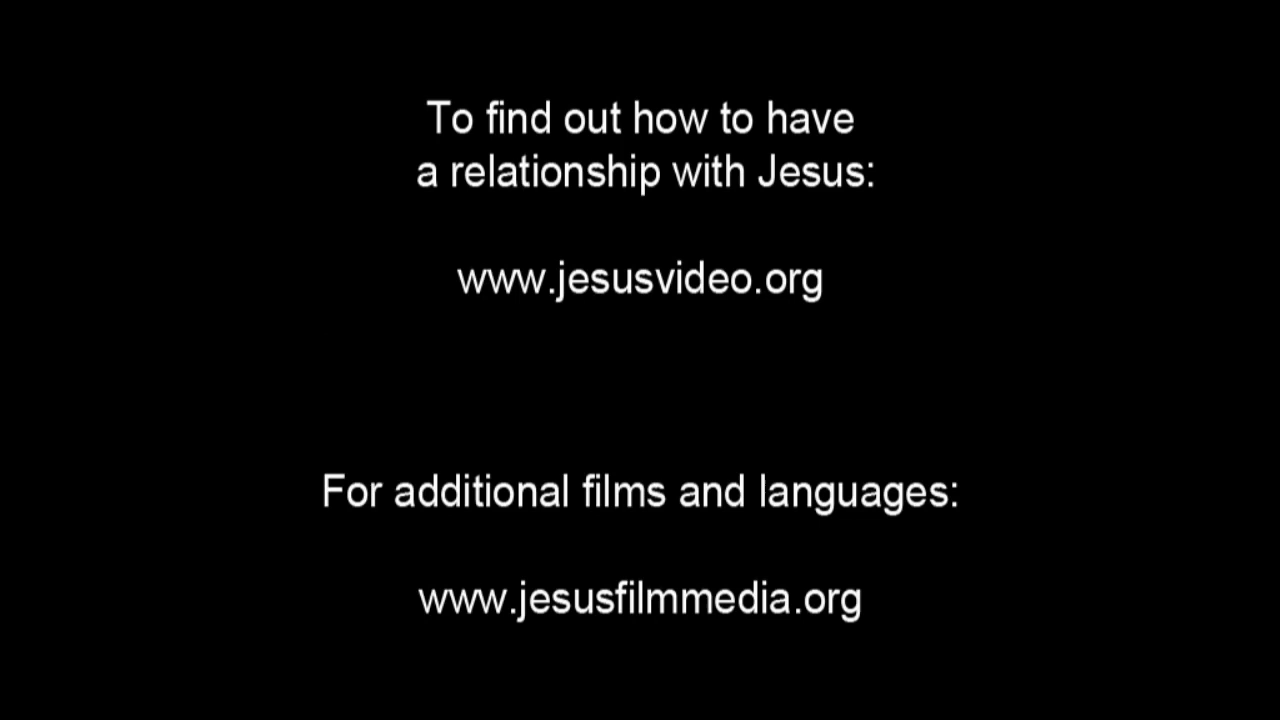 To find out how to have
a relationship with Jesus:
www.jesusvideo.org
For additional films and languages:
www.jesusfilmmedia.org